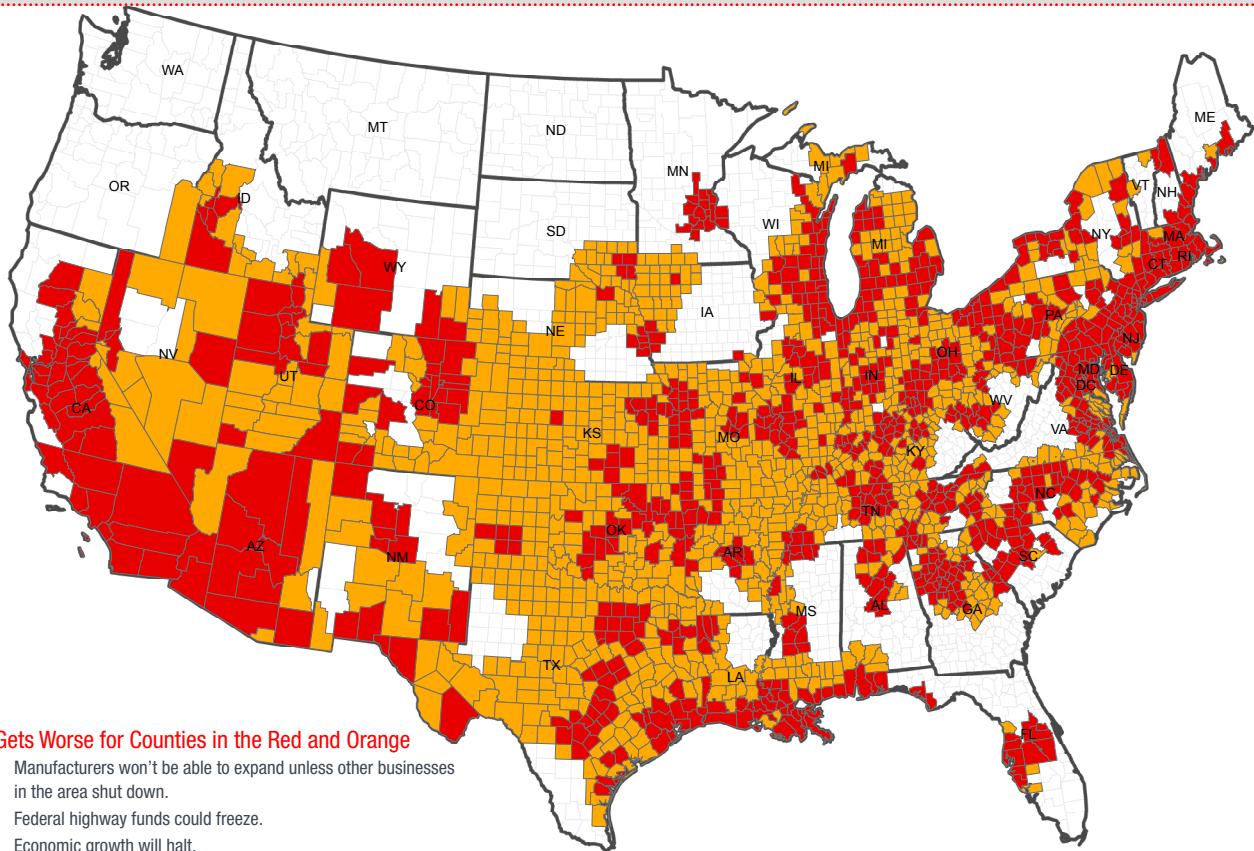 WA
ME
MT
ND
MN
MI
VT
NH
OR
ID
WI
NY
MA
SD
MI
CT
RI
WY
IA
PA
NE
NJ
NV
OH
UT
IL
IN
MD
DE
DC
CO
WV
CA
KS
MO
VA
KY
NC
TN
OK
AZ
NM
AR
SC
MS
AL
GA
TX
LA
FL
Gets Worse for Counties in the Red and Orange
Manufacturers won’t be able to expand unless other businesses
in the area shut down.
Federal highway funds could freeze.
Economic growth will halt.